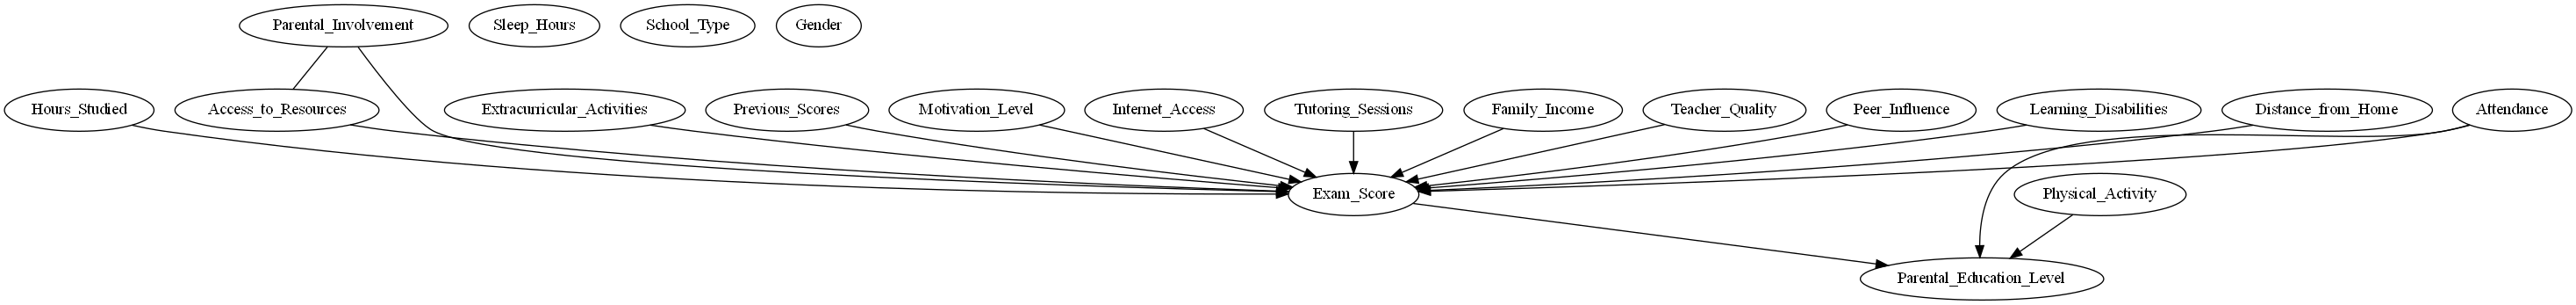 Parental_Involvement
Sleep_Hours
School_Type
Gender
Hours_Studied
Access_to_Resources
Extracurricular_Activities
Previous_Scores
Motivation_Level
Internet_Access
Tutoring_Sessions
Family_Income
Teacher_Quality
Peer_Influence
Learning_Disabilities
Distance_from_Home
Attendance
Exam_Score
Physical_Activity
Parental_Education_Level